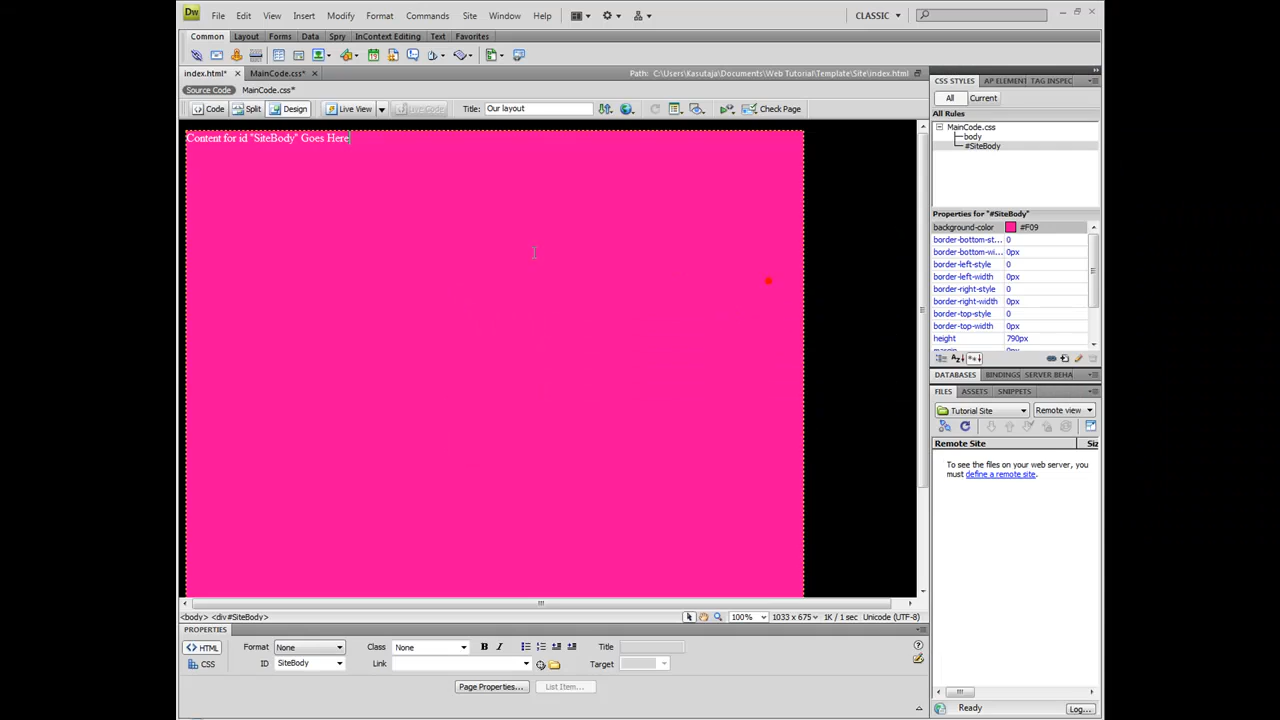 Dw File Edit View Insert Modify Format Commands Site Window Help CLASSIC
Common Layout Forms Data Spry InContext Editing Text Favorites
index.html* MainCode.css* Path: C:\Users\Kasutaja\Documents\Web Tutorial\Template\Site\index.html
Source Code MainCode.css*
Code Split Design Live View Live Code Title: Our layout Check Page
Content for id "SiteBody" Goes Here
CSS STYLES AP ELEMENT TAG INSPEC
All Current
All Rules
MainCode.css
body
#SiteBody
Properties for "#SiteBody"
background-color #F09
border-bottom-st... 0
border-bottom-wi... 0px
border-left-style 0
border-left-width 0px
border-right-style 0
border-right-width 0px
border-top-style 0
border-top-width 0px
height 790px
DATABASES BINDINGS SERVER BEHA
FILES ASSETS SNIPPETS
Tutorial Site Remote view
Remote Site Siz
To see the files on your web server, you
must define a remote site.
<body> <div#SiteBody> 100% 1033 x 675 1K / 1 sec Unicode (UTF-8)
PROPERTIES
<> HTML Format None Class None B I Title
CSS ID SiteBody Link Target
Page Properties... List Item...
Ready Log...